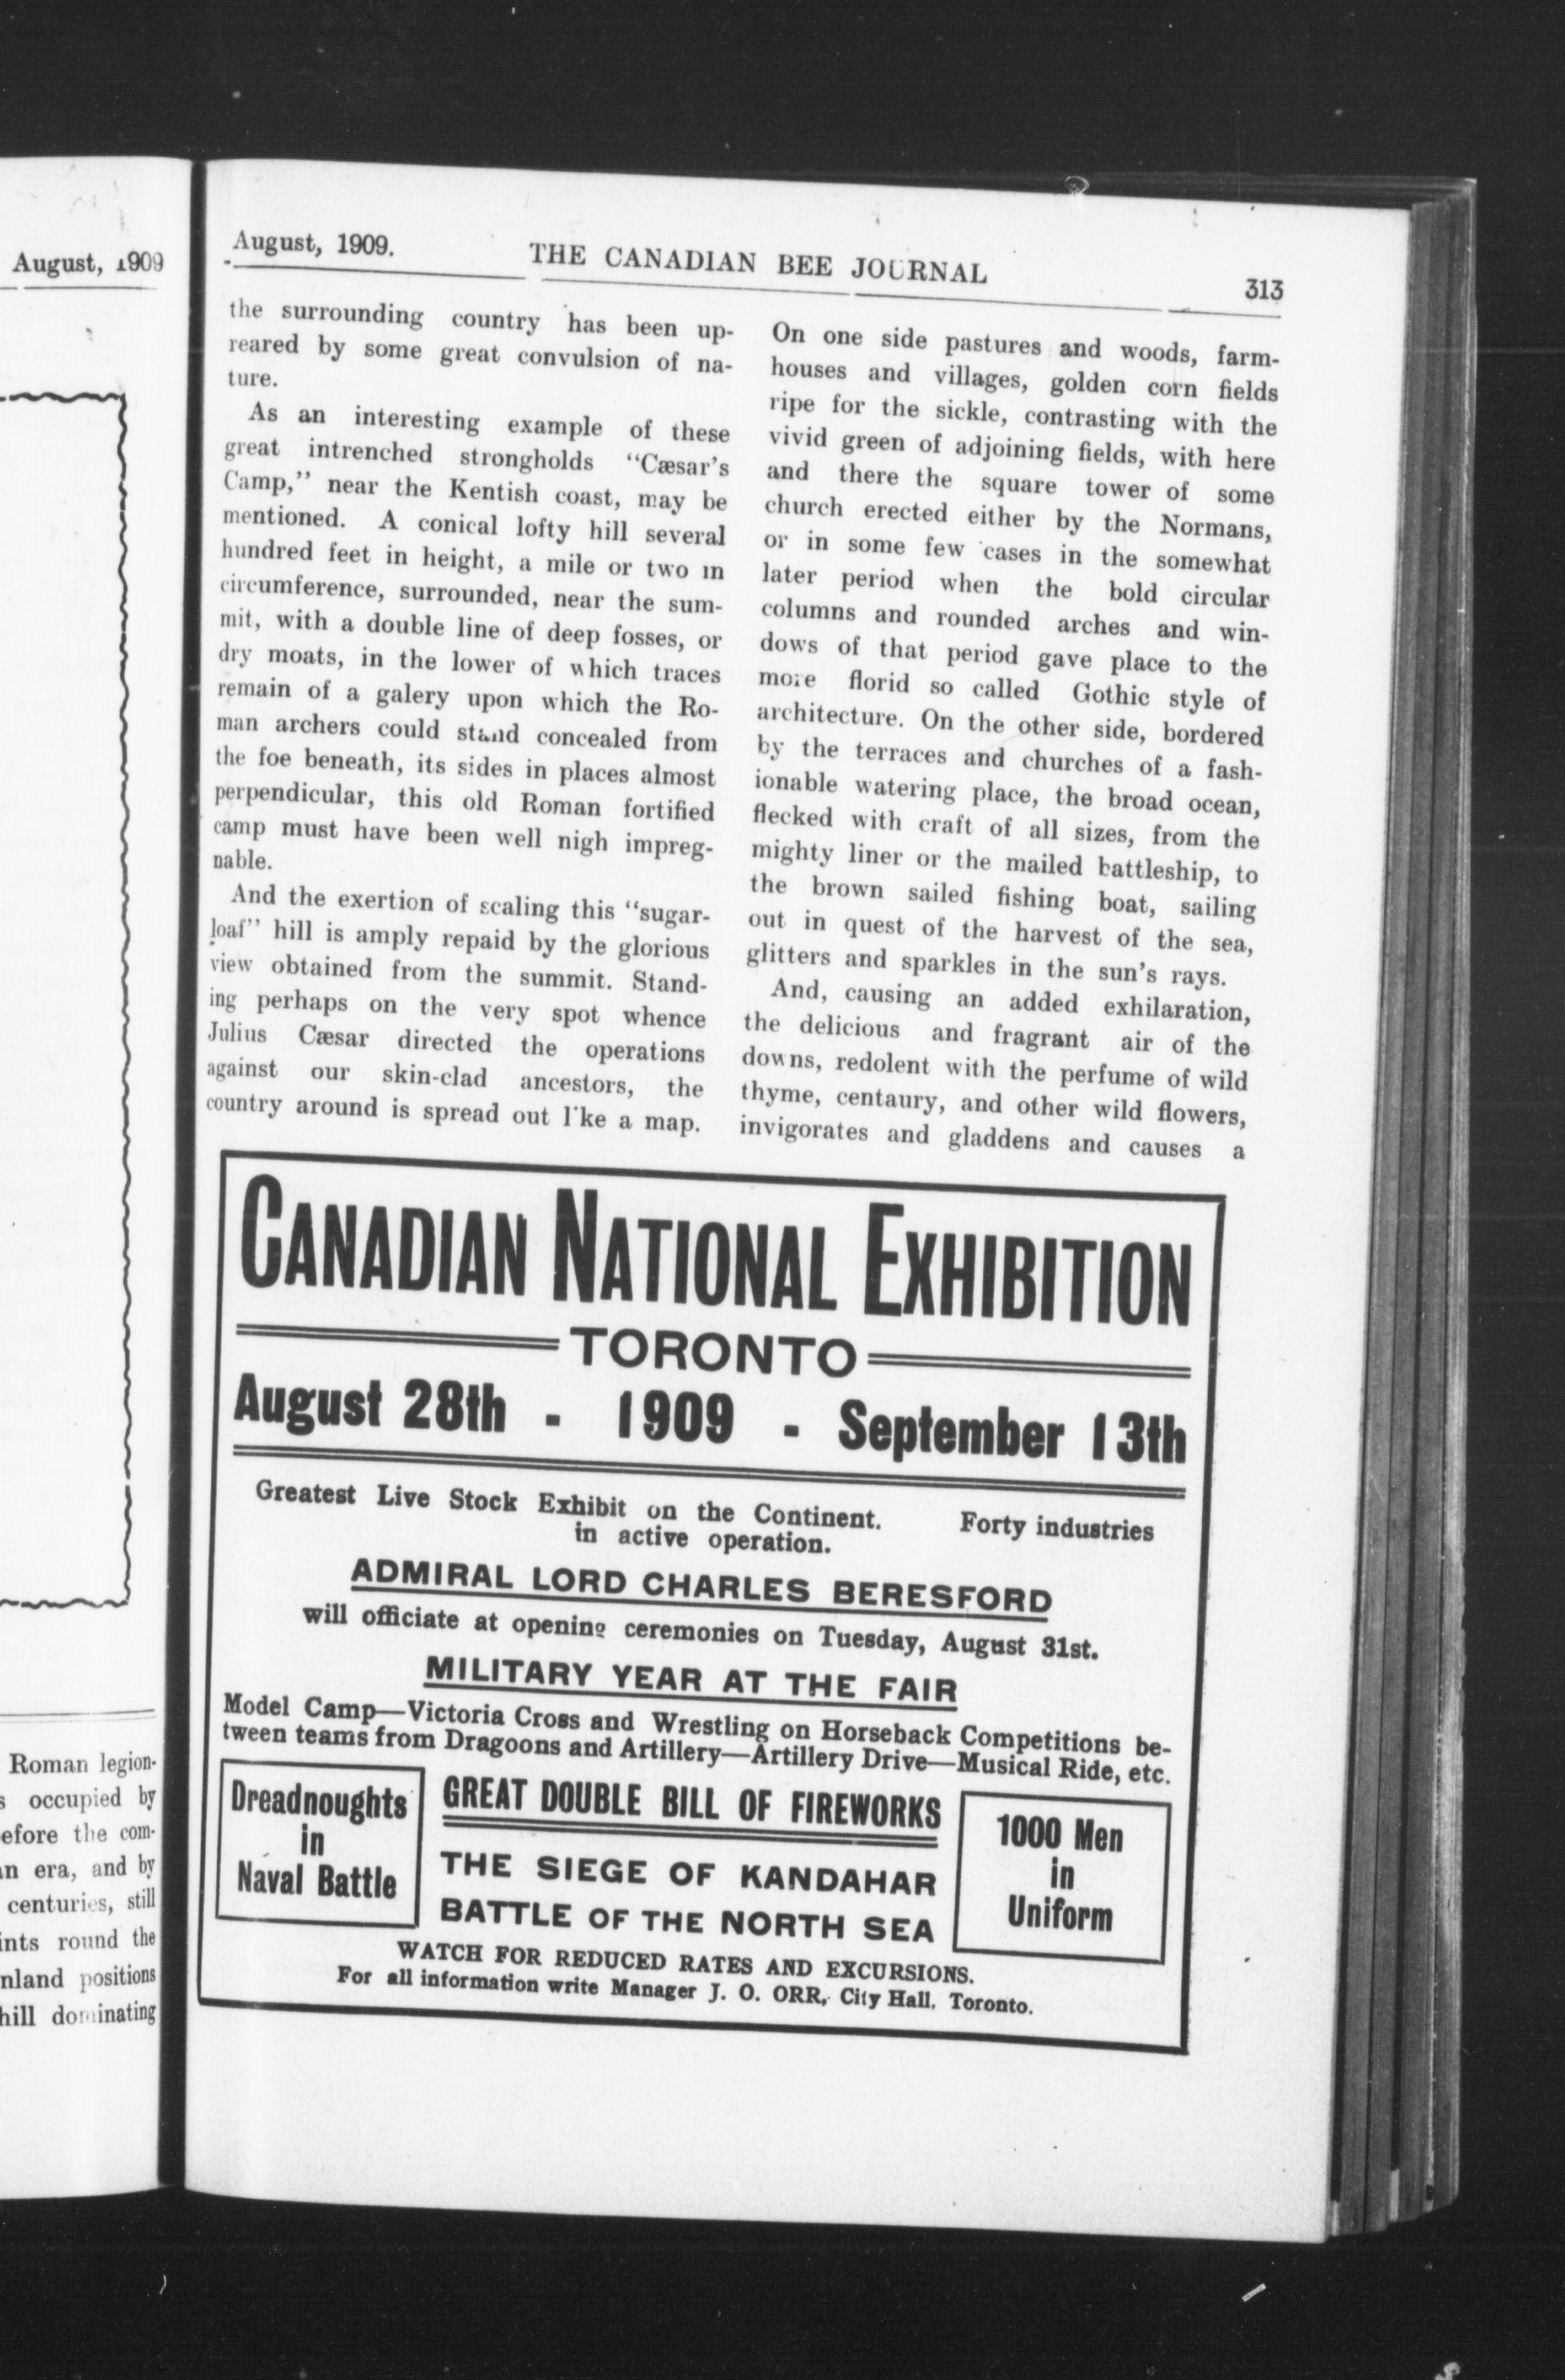 August, 1909
Roman legion-
occupied by
efore the com-
n era, and by
centuries, still
ints round the
nland positions
hill dominating
August, 1909.
THE CANADIAN BEE JOURNAL
313
the surrounding country has been up-
reared by some great convulsion of na-
ture.
As an interesting example of these
great intrenched strongholds “Cæsar’s
Camp,” near the Kentish coast, may be
mentioned. A conical lofty hill several
hundred feet in height, a mile or two in
circumference, surrounded, near the sum-
mit, with a double line of deep fosses, or
dry moats, in the lower of which traces
remain of a galery upon which the Ro-
man archers could stand concealed from
the foe beneath, its sides in places almost
perpendicular, this old Roman fortified
camp must have been well nigh impreg-
nable.
And the exertion of scaling this “sugar-
loaf” hill is amply repaid by the glorious
view obtained from the summit. Stand-
ing perhaps on the very spot whence
Julius Cæsar directed the operations
against our skin-clad ancestors, the
country around is spread out l'ke a map.
On one side pastures and woods, farm-
houses and villages, golden corn fields
ripe for the sickle, contrasting with the
vivid green of adjoining fields, with here
and there the square tower of some
church erected either by the Normans,
or in some few cases in the somewhat
later period when the bold circular
columns and rounded arches and win-
dows of that period gave place to the
more florid so called Gothic style of
architecture. On the other side, bordered
by the terraces and churches of a fash-
ionable watering place, the broad ocean,
flecked with craft of all sizes, from the
mighty liner or the mailed battleship, to
the brown sailed fishing boat, sailing
out in quest of the harvest of the sea,
glitters and sparkles in the sun’s rays.
And, causing an added exhilaration,
the delicious and fragrant air of the
downs, redolent with the perfume of wild
thyme, centaury, and other wild flowers,
invigorates and gladdens and causes a
CANADIAN NATIONAL EXHIBITION
TORONTO
August 28th - 1909 - September 13th
Greatest Live Stock Exhibit on the Continent. Forty industries
in active operation.
ADMIRAL LORD CHARLES BERESFORD
will officiate at opening ceremonies on Tuesday, August 31st.
MILITARY YEAR AT THE FAIR
Model Camp—Victoria Cross and Wrestling on Horseback Competitions be-
tween teams from Dragoons and Artillery—Artillery Drive—Musical Ride, etc.
Dreadnoughts
in
Naval Battle
GREAT DOUBLE BILL OF FIREWORKS
THE SIEGE OF KANDAHAR
BATTLE OF THE NORTH SEA
1000 Men
in
Uniform
WATCH FOR REDUCED RATES AND EXCURSIONS.
For all information write Manager J. O. ORR, City Hall, Toronto.